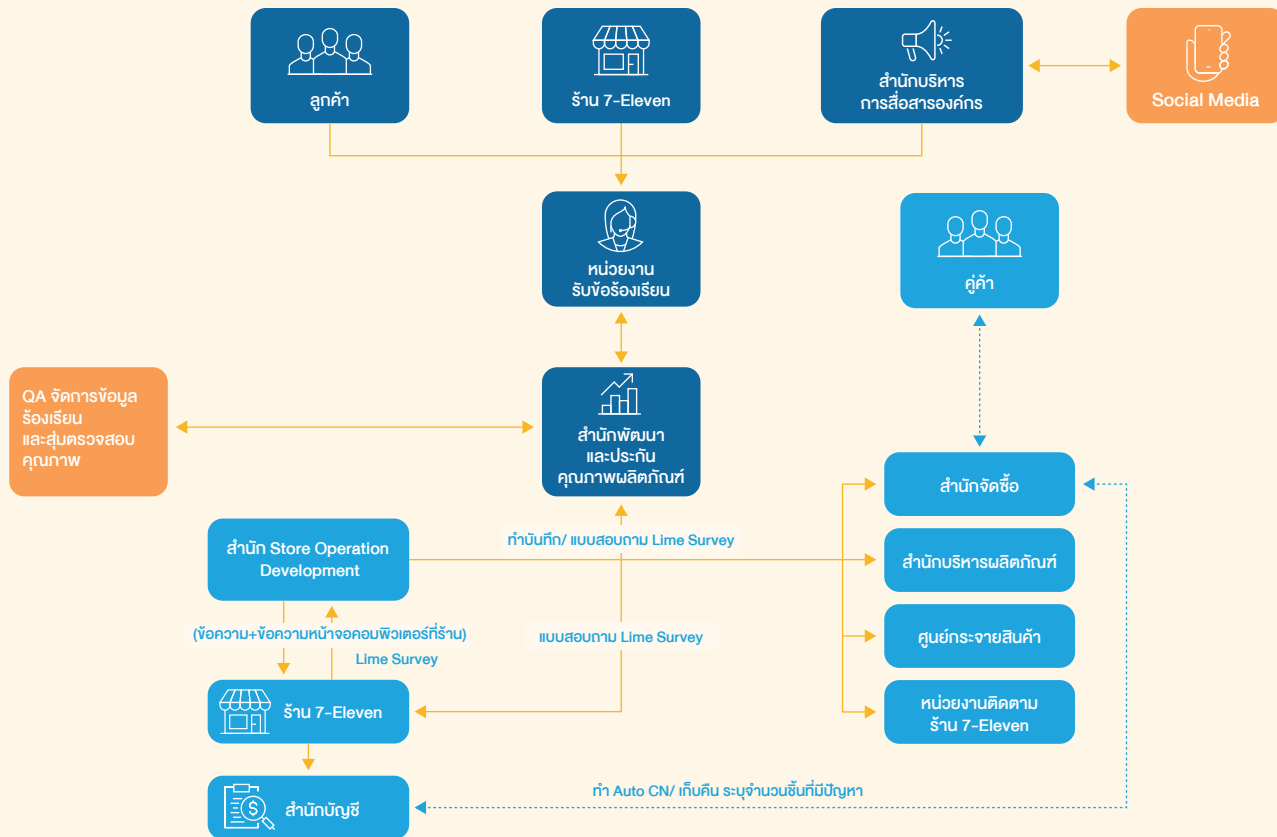 ลูกค้า
ร้าน 7-Eleven
สำนักบริหาร
การสื่อสารองค์กร
Social Media
หน่วยงาน
รับข้อร้องเรียน
คู่ค้า
QA จัดการข้อมูล
ร้องเรียน
และสุ่มตรวจสอบ
คุณภาพ
สำนักพัฒนา
และประกัน
คุณภาพผลิตภัณฑ์
สำนักจัดซื้อ
สำนัก Store Operation
Development
ทำบันทึก/ แบบสอบถาม Lime Survey
สำนักบริหารผลิตภัณฑ์
(ข้อความ+ข้อความหน้าจอคอมพิวเตอร์ที่ร้าน)
Lime Survey
แบบสอบถาม Lime Survey
ศูนย์กระจายสินค้า
ร้าน 7-Eleven
หน่วยงานติดตาม
ร้าน 7-Eleven
สำนักบัญชี
ทำ Auto CN/ เก็บคืน ระบุจำนวนชิ้นที่มีปัญหา